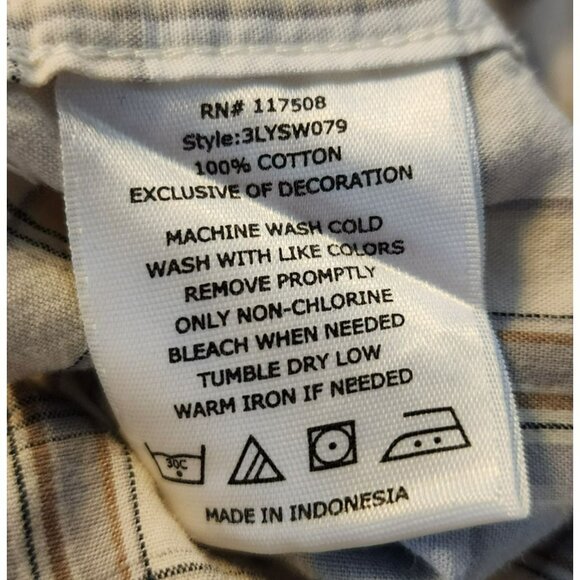 RN# 117508
Style:3LYSW079
100% COTTON
EXCLUSIVE OF DECORATION
MACHINE WASH COLD
WASH WITH LIKE COLORS
REMOVE PROMPTLY
ONLY NON-CHLORINE
BLEACH WHEN NEEDED
TUMBLE DRY LOW
WARM IRON IF NEEDED
30C
MADE IN INDONESIA